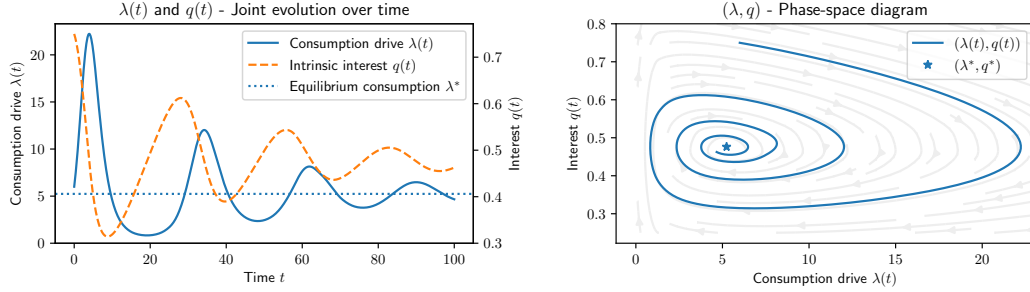 λ(t) and q(t) - Joint evolution over time
Consumption drive λ(t)
Intrinsic interest q(t)
Equilibrium consumption λ*
Consumption drive λ(t)
20
15
10
5
0
0.7
0.6
0.5
0.4
0.3
Interest q(t)
0 20 40 60 80 100
Time t
(λ, q) - Phase-space diagram
(λ(t), q(t))
(λ*, q*)
Interest q(t)
0.8
0.7
0.6
0.5
0.4
0.3
0 5 10 15 20
Consumption drive λ(t)